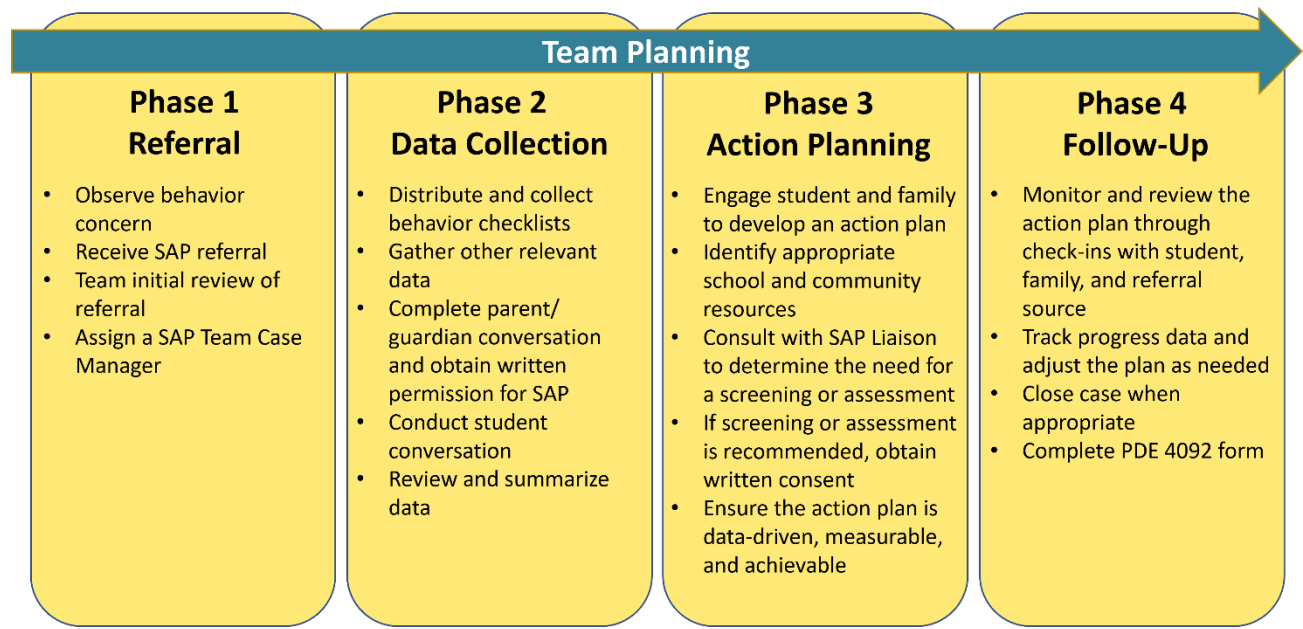 Team Planning
Phase 1
Referral
• Observe behavior
concern
• Receive SAP referral
• Team initial review of
referral
• Assign a SAP Team Case
Manager
Phase 2
Data Collection
• Distribute and collect
behavior checklists
• Gather other relevant
data
• Complete parent/
guardian conversation
and obtain written
permission for SAP
• Conduct student
conversation
• Review and summarize
data
Phase 3
Action Planning
• Engage student and family
to develop an action plan
• Identify appropriate
school and community
resources
• Consult with SAP Liaison
to determine the need for
a screening or assessment
• If screening or assessment
is recommended, obtain
written consent
• Ensure the action plan is
data-driven, measurable,
and achievable
Phase 4
Follow-Up
• Monitor and review the
action plan through
check-ins with student,
family, and referral
source
• Track progress data and
adjust the plan as needed
• Close case when
appropriate
• Complete PDE 4092 form